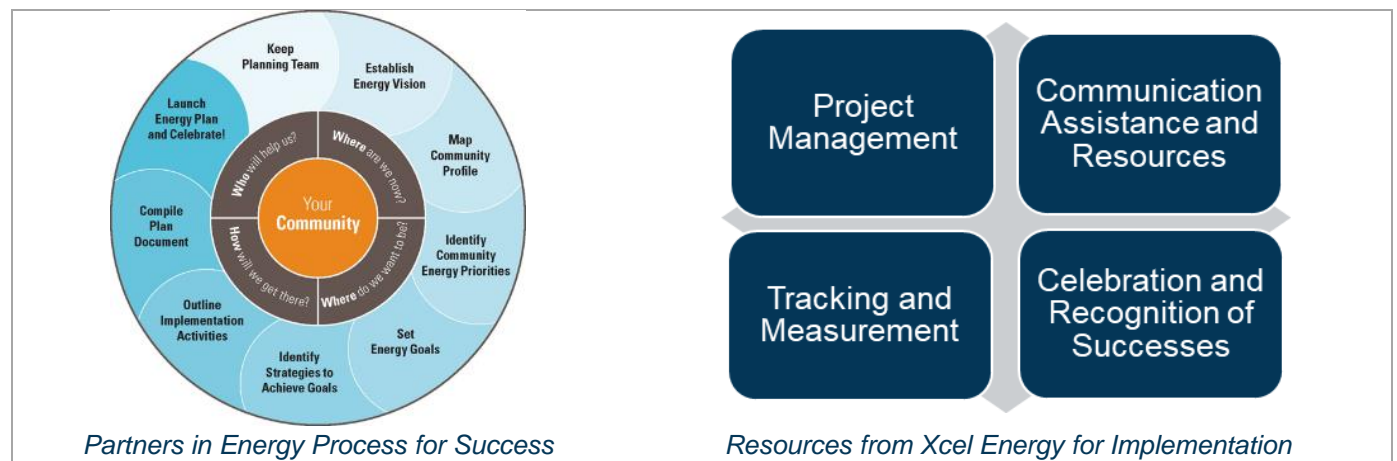 Keep
Planning Team
Establish
Energy Vision
Map
Community
Profile
Identify
Community
Energy Priorities
Set
Energy Goals
Identify
Strategies to
Achieve Goals
Outline
Implementation
Activities
Compile
Plan
Document
Launch
Energy Plan
and Celebrate!
Who will help us?
Where are we now?
Where do we want to be?
How will we get there?
Your
Community
Partners in Energy Process for Success
Project
Management
Communication
Assistance and
Resources
Tracking and
Measurement
Celebration and
Recognition of
Successes
Resources from Xcel Energy for Implementation